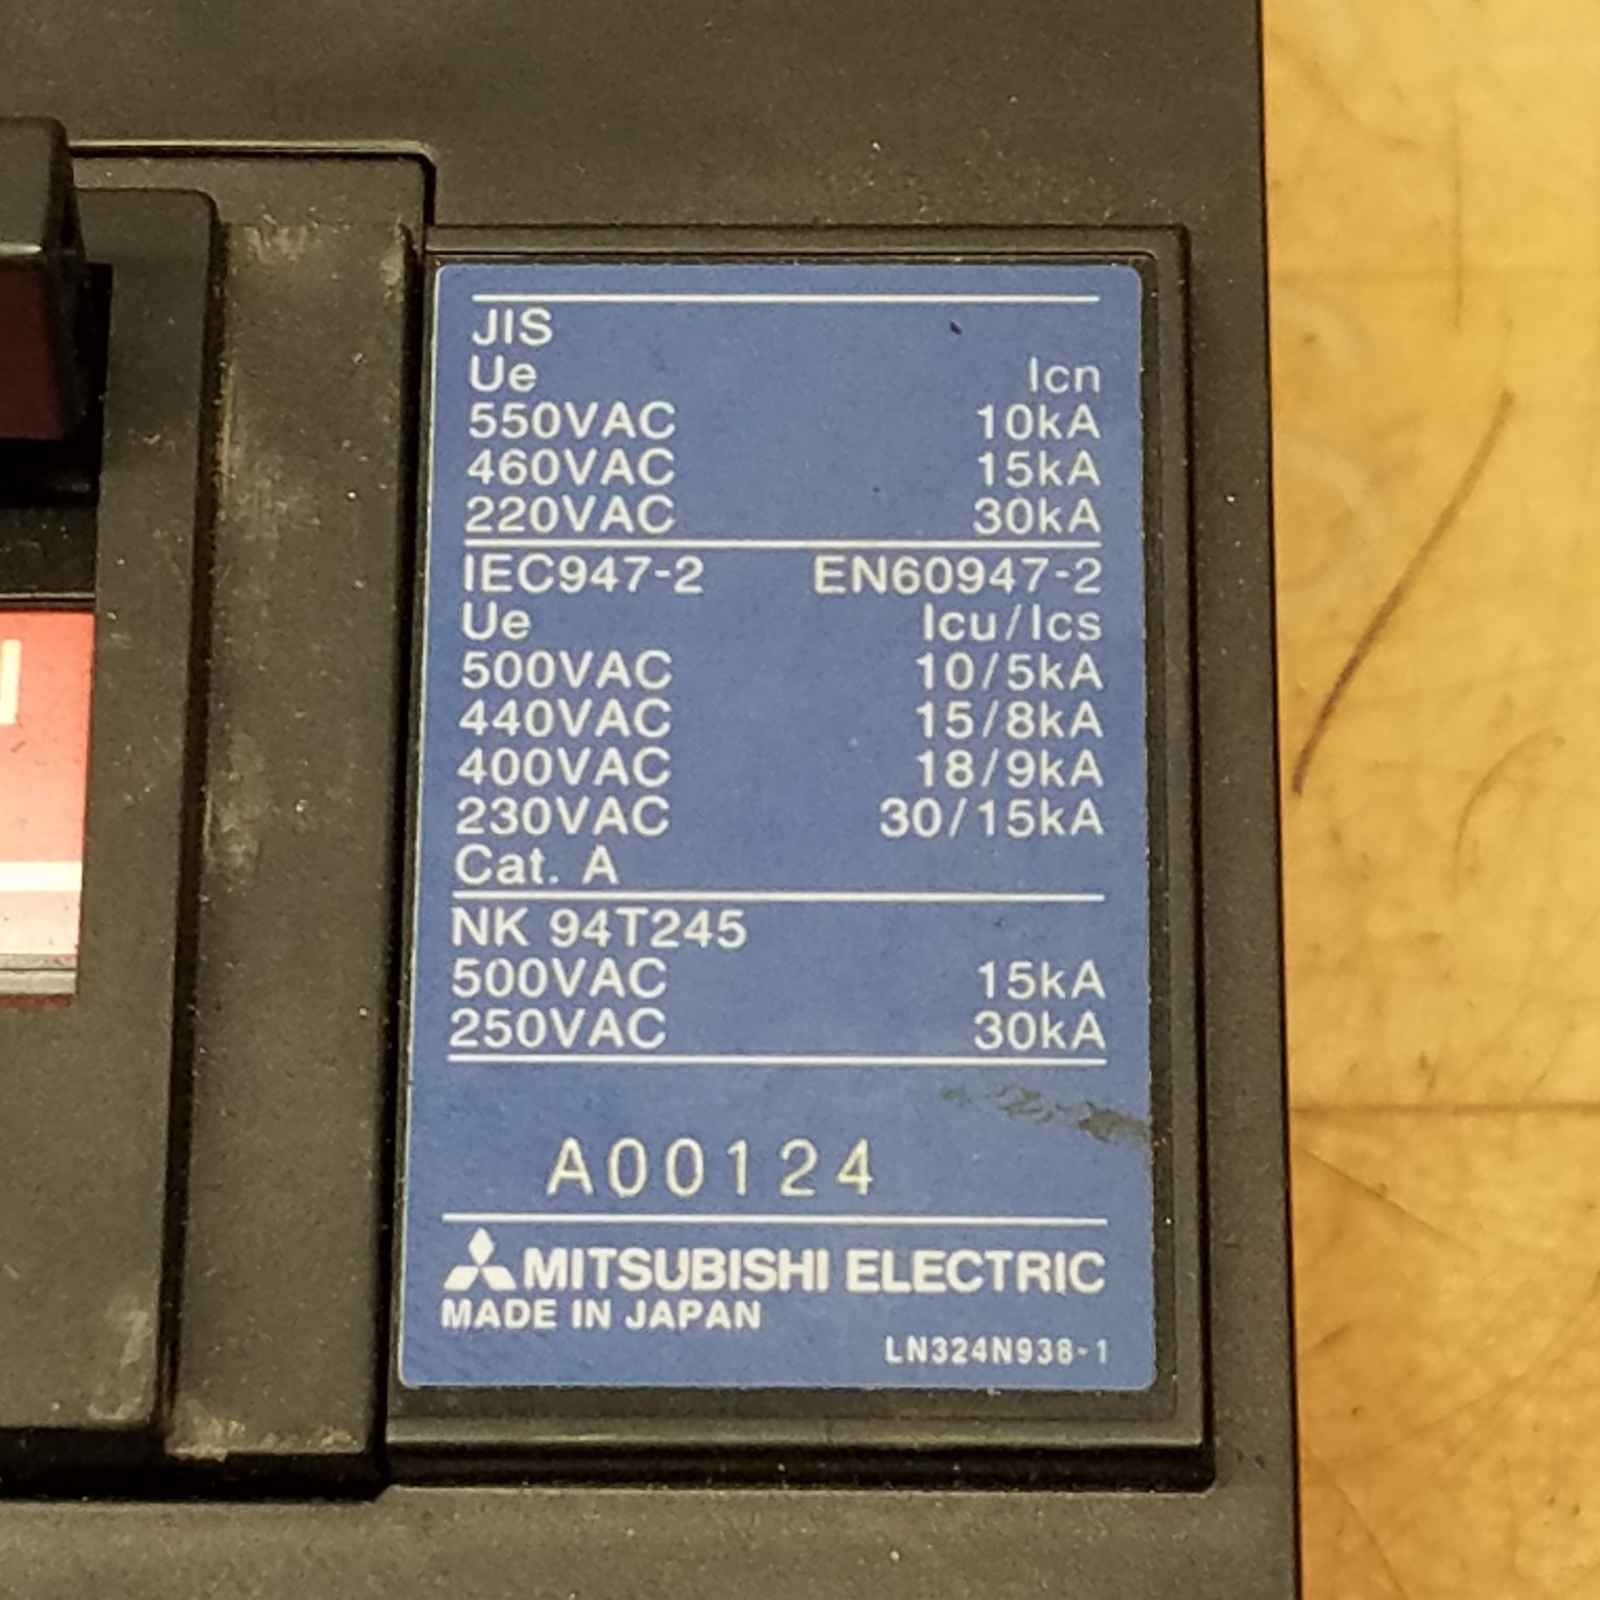 JIS
Ue Icn
550VAC 10kA
460VAC 15kA
220VAC 30kA
IEC947-2 EN60947-2
Ue Icu/Ics
500VAC 10/5kA
440VAC 15/8kA
400VAC 18/9kA
230VAC 30/15kA
Cat. A
NK 94T245
500VAC 15kA
250VAC 30kA
A00124
MITSUBISHI ELECTRIC
MADE IN JAPAN
LN324N938-1